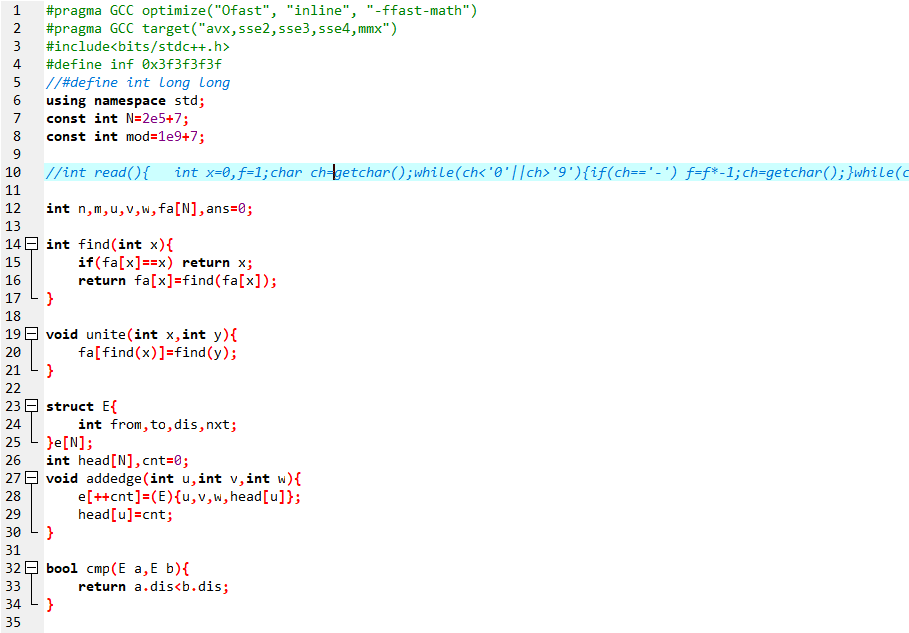 1 #pragma GCC optimize("Ofast", "inline", "-ffast-math")
2 #pragma GCC target("avx,sse2,sse3,sse4,mmx")
3 #include<bits/stdc++.h>
4 #define inf 0x3f3f3f3f
5 //#define int long long
6 using namespace std;
7 const int N=2e5+7;
8 const int mod=1e9+7;
9
10 //int read(){   int x=0,f=1;char ch=getchar();while(ch<'0'||ch>'9'){if(ch=='-') f=f*-1;ch=getchar();}while(c
11
12 int n,m,u,v,w,fa[N],ans=0;
13
14 int find(int x){
15     if(fa[x]==x) return x;
16     return fa[x]=find(fa[x]);
17 }
18
19 void unite(int x,int y){
20     fa[find(x)]=find(y);
21 }
22
23 struct E{
24     int from,to,dis,nxt;
25 }e[N];
26 int head[N],cnt=0;
27 void addedge(int u,int v,int w){
28     e[++cnt]=(E){u,v,w,head[u]};
29     head[u]=cnt;
30 }
31
32 bool cmp(E a,E b){
33     return a.dis<b.dis;
34 }
35